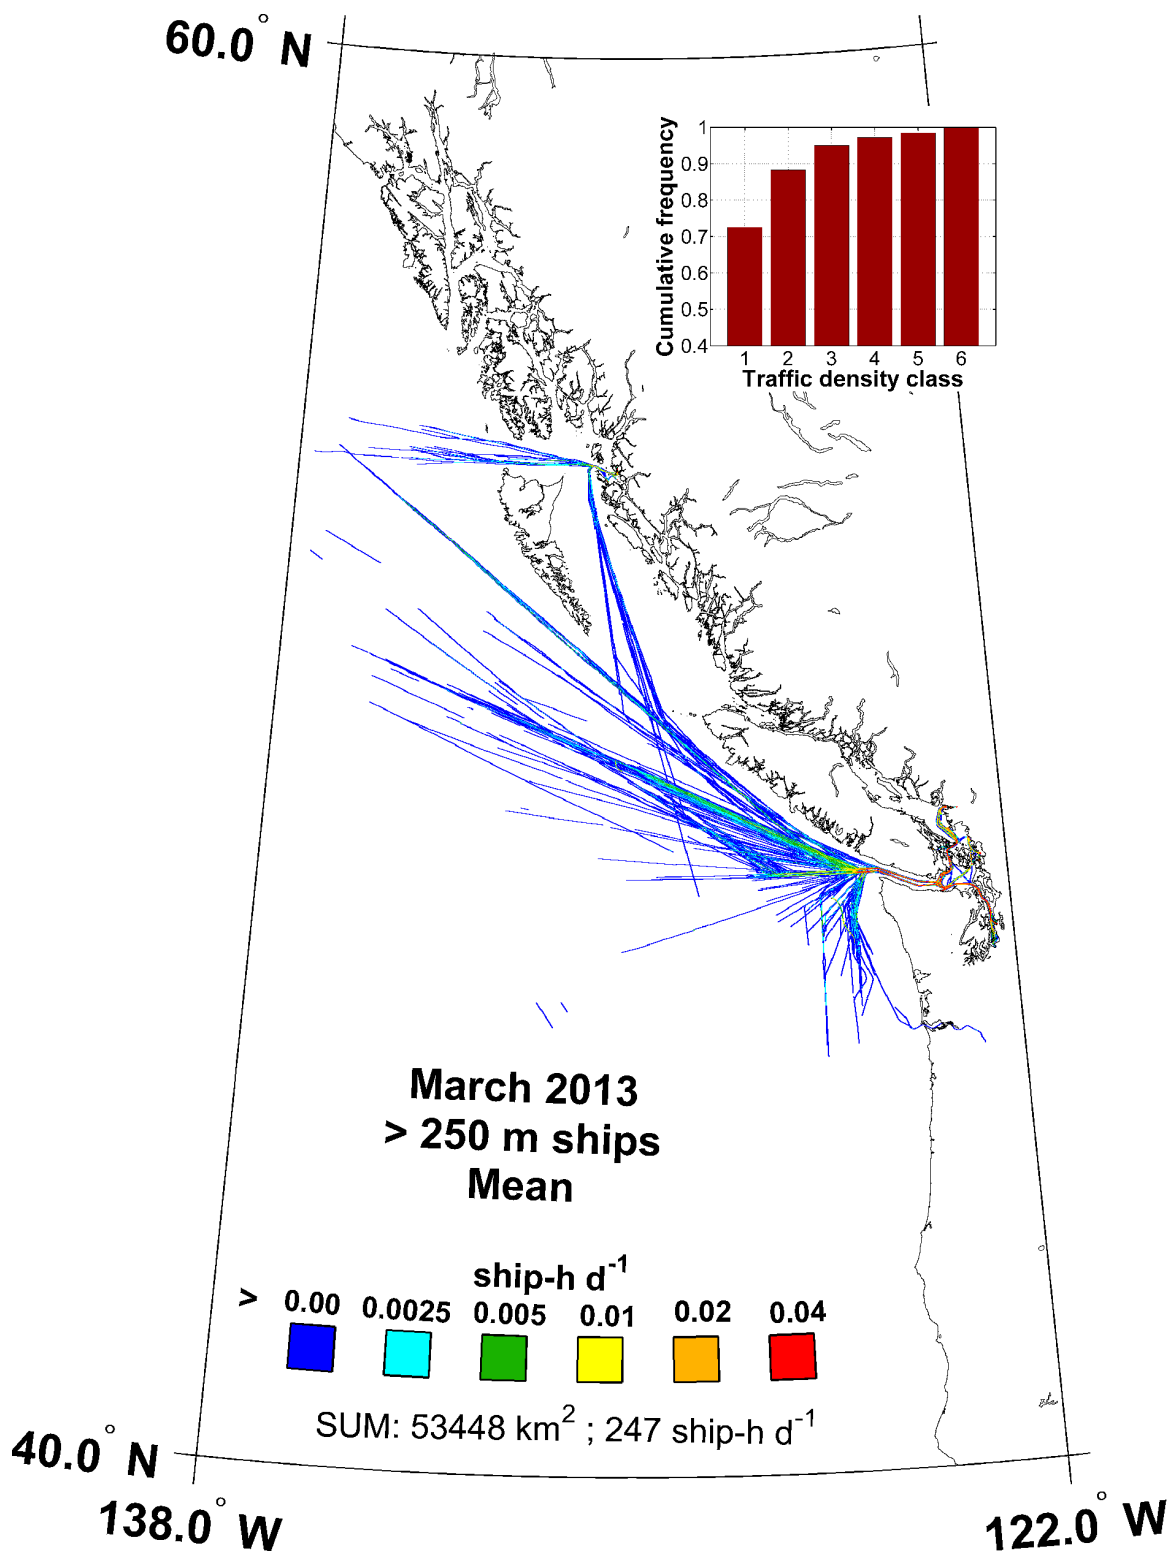 60.0° N
Cumulative frequency
1
0.9
0.8
0.7
0.6
0.5
0.4
1 2 3 4 5 6
Traffic density class
March 2013
> 250 m ships
Mean
ship-h d⁻¹
> 0.00 0.0025 0.005 0.01 0.02 0.04
SUM: 53448 km² ; 247 ship-h d⁻¹
40.0° N
138.0° W
122.0° W